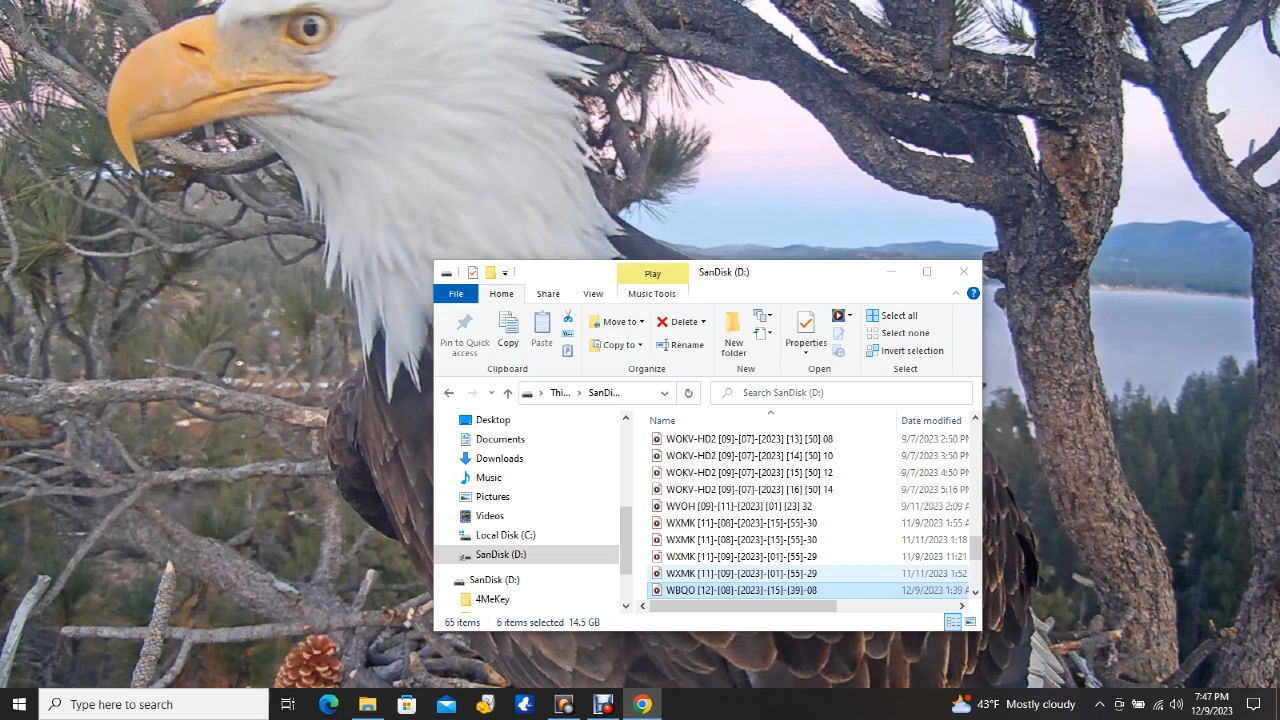 Play
SanDisk (D:)
File
Home
Share
View
Music Tools
Pin to Quick access
Copy
Paste
Clipboard
Move to
Copy to
Delete
Rename
Organize
New folder
New
Properties
Open
Select all
Select none
Invert selection
Select
Thi...
SanDi...
Search SanDisk (D:)
Desktop
Documents
Downloads
Music
Pictures
Videos
Local Disk (C:)
SanDisk (D:)
SanDisk (D:)
4MeKey
Name Date modified
WOKV-HD2 [09]-[07]-[2023] [13] [50] 08 9/7/2023 2:50 PM
WOKV-HD2 [09]-[07]-[2023] [14] [50] 10 9/7/2023 3:50 PM
WOKV-HD2 [09]-[07]-[2023] [15] [50] 12 9/7/2023 4:50 PM
WOKV-HD2 [09]-[07]-[2023] [16] [50] 14 9/7/2023 5:16 PM
WVOH [09]-[11]-[2023] [01] [23] 32 9/11/2023 2:09 A
WXMK [11]-[08]-[2023]-[15]-[55]-30 11/9/2023 1:55 A
WXMK [11]-[08]-[2023]-[15]-[55]-30 11/11/2023 1:18
WXMK [11]-[09]-[2023]-[01]-[55]-29 11/9/2023 11:21
WXMK [11]-[09]-[2023]-[01]-[55]-29 11/11/2023 1:52
WBQO [12]-[08]-[2023]-[15]-[39]-08 12/9/2023 1:39 A
65 items 6 items selected 14.5 GB
Type here to search
43°F Mostly cloudy
7:47 PM
12/9/2023